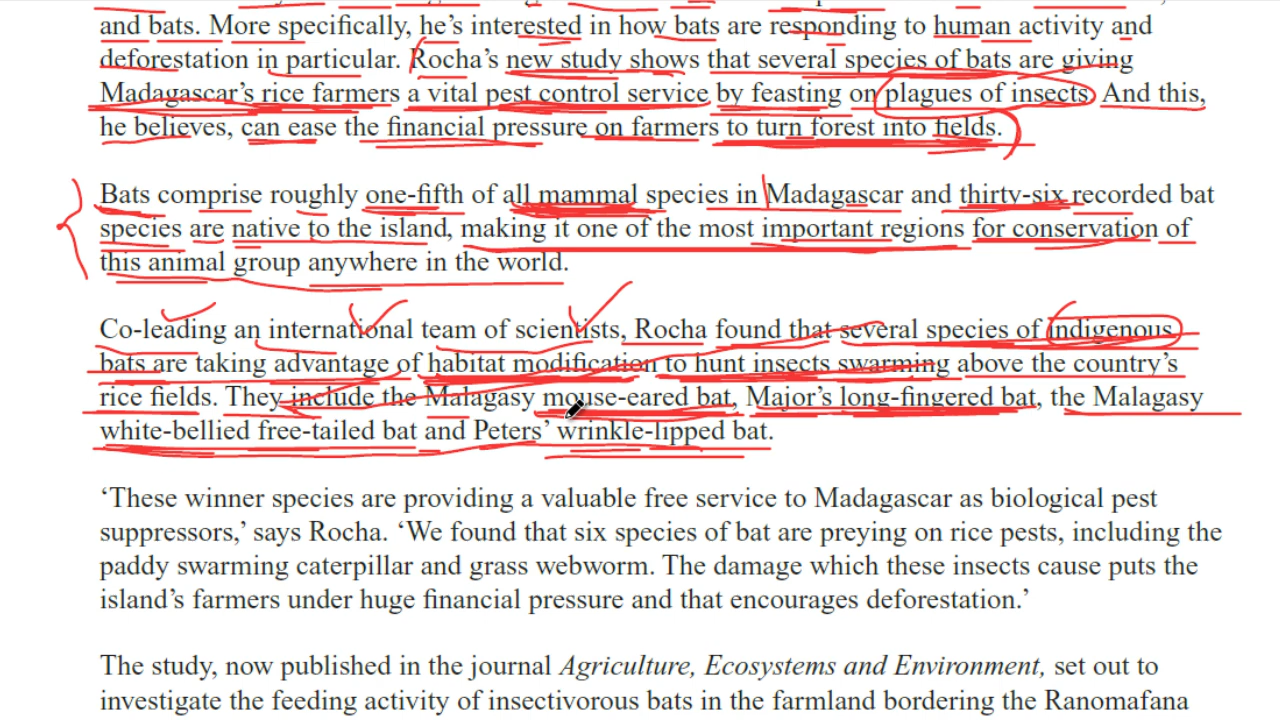 and bats. More specifically, he’s interested in how bats are responding to human activity and
deforestation in particular. Rocha’s new study shows that several species of bats are giving
Madagascar’s rice farmers a vital pest control service by feasting on plagues of insects. And this,
he believes, can ease the financial pressure on farmers to turn forest into fields.
Bats comprise roughly one-fifth of all mammal species in Madagascar and thirty-six recorded bat
species are native to the island, making it one of the most important regions for conservation of
this animal group anywhere in the world.
Co-leading an international team of scientists, Rocha found that several species of indigenous
bats are taking advantage of habitat modification to hunt insects swarming above the country’s
rice fields. They include the Malagasy mouse-eared bat, Major’s long-fingered bat, the Malagasy
white-bellied free-tailed bat and Peters’ wrinkle-lipped bat.
‘These winner species are providing a valuable free service to Madagascar as biological pest
suppressors,’ says Rocha. ‘We found that six species of bat are preying on rice pests, including the
paddy swarming caterpillar and grass webworm. The damage which these insects cause puts the
island’s farmers under huge financial pressure and that encourages deforestation.’
The study, now published in the journal Agriculture, Ecosystems and Environment, set out to
investigate the feeding activity of insectivorous bats in the farmland bordering the Ranomafana